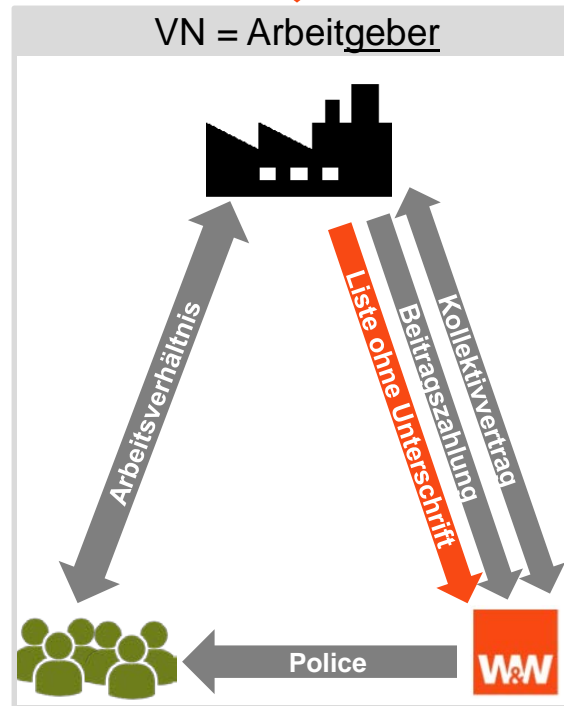 VN = Arbeitgeber
Arbeitsverhältnis
Liste ohne Unterschrift
Beitragszahlung
Kollektivvertrag
Police
W&W